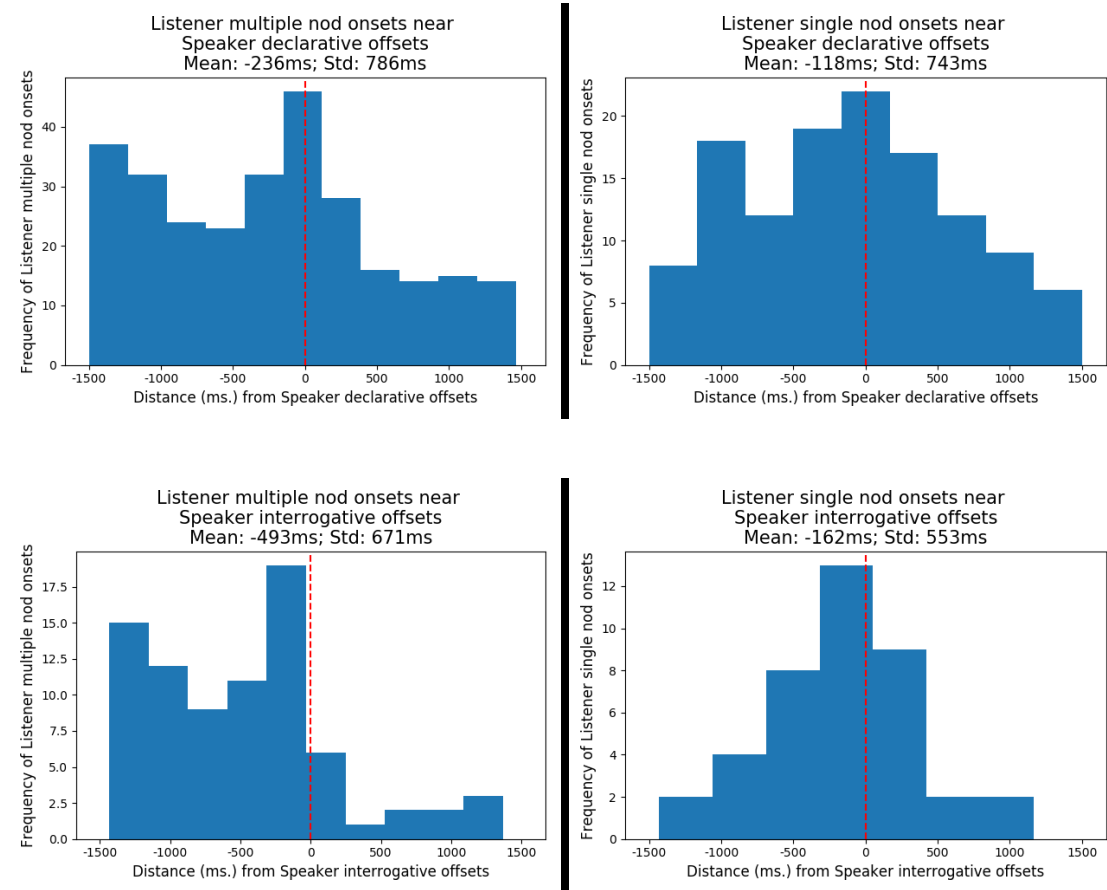 Listener multiple nod onsets near
Speaker declarative offsets
Mean: -236ms; Std: 786ms
Frequency of Listener multiple nod onsets
40
30
20
10
0
-1500 -1000 -500 0 500 1000 1500
Distance (ms.) from Speaker declarative offsets
Listener single nod onsets near
Speaker declarative offsets
Mean: -118ms; Std: 743ms
Frequency of Listener single nod onsets
20
15
10
5
0
-1500 -1000 -500 0 500 1000 1500
Distance (ms.) from Speaker declarative offsets
Listener multiple nod onsets near
Speaker interrogative offsets
Mean: -493ms; Std: 671ms
Frequency of Listener multiple nod onsets
17.5
15.0
12.5
10.0
7.5
5.0
2.5
0.0
-1500 -1000 -500 0 500 1000 1500
Distance (ms.) from Speaker interrogative offsets
Listener single nod onsets near
Speaker interrogative offsets
Mean: -162ms; Std: 553ms
Frequency of Listener single nod onsets
12
10
8
6
4
2
0
-1500 -1000 -500 0 500 1000 1500
Distance (ms.) from Speaker interrogative offsets